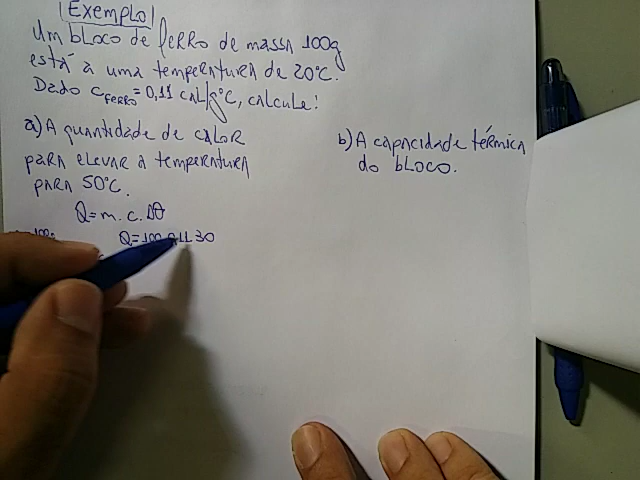 Exemplo
Um bloco de ferro de massa 100g
está a uma temperatura de 20°C.
Dado cFERRO = 0,11 cal/g°C, calcule:
a) A quantidade de calor
para elevar a temperatura
para 50°C.
Q = m.c.Δθ
Q = 100.0,11.30
b) A capacidade térmica
do bloco.